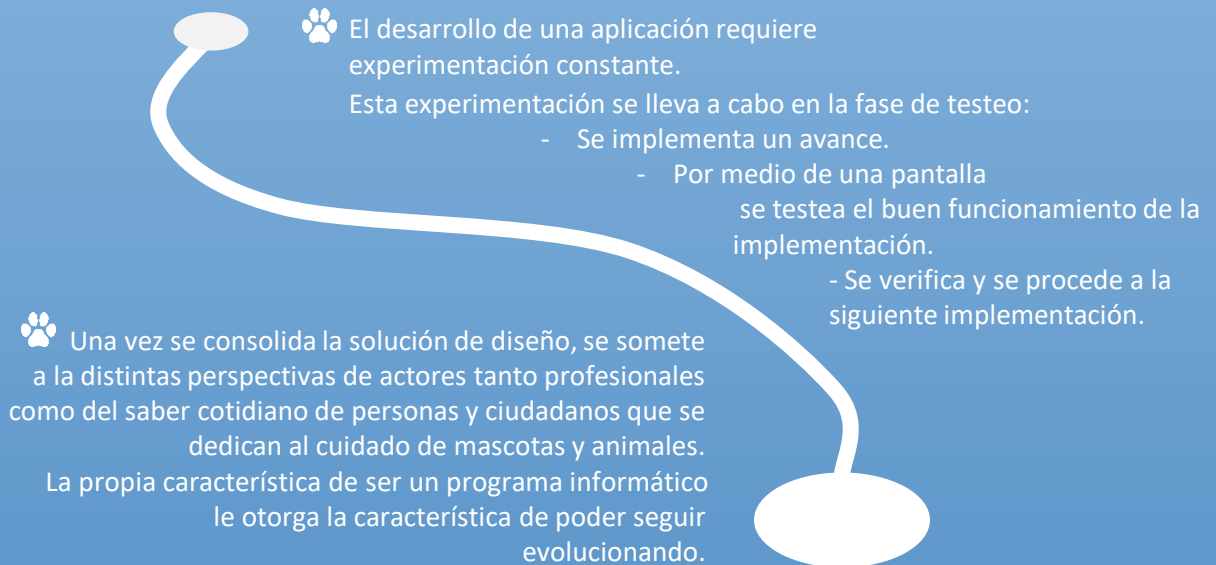 El desarrollo de una aplicación requiere
experimentación constante.
Esta experimentación se lleva a cabo en la fase de testeo:
- Se implementa un avance.
- Por medio de una pantalla
se testea el buen funcionamiento de la
implementación.
- Se verifica y se procede a la
siguiente implementación.
Una vez se consolida la solución de diseño, se somete
a la distintas perspectivas de actores tanto profesionales
como del saber cotidiano de personas y ciudadanos que se
dedican al cuidado de mascotas y animales.
La propia característica de ser un programa informático
le otorga la característica de poder seguir
evolucionando.